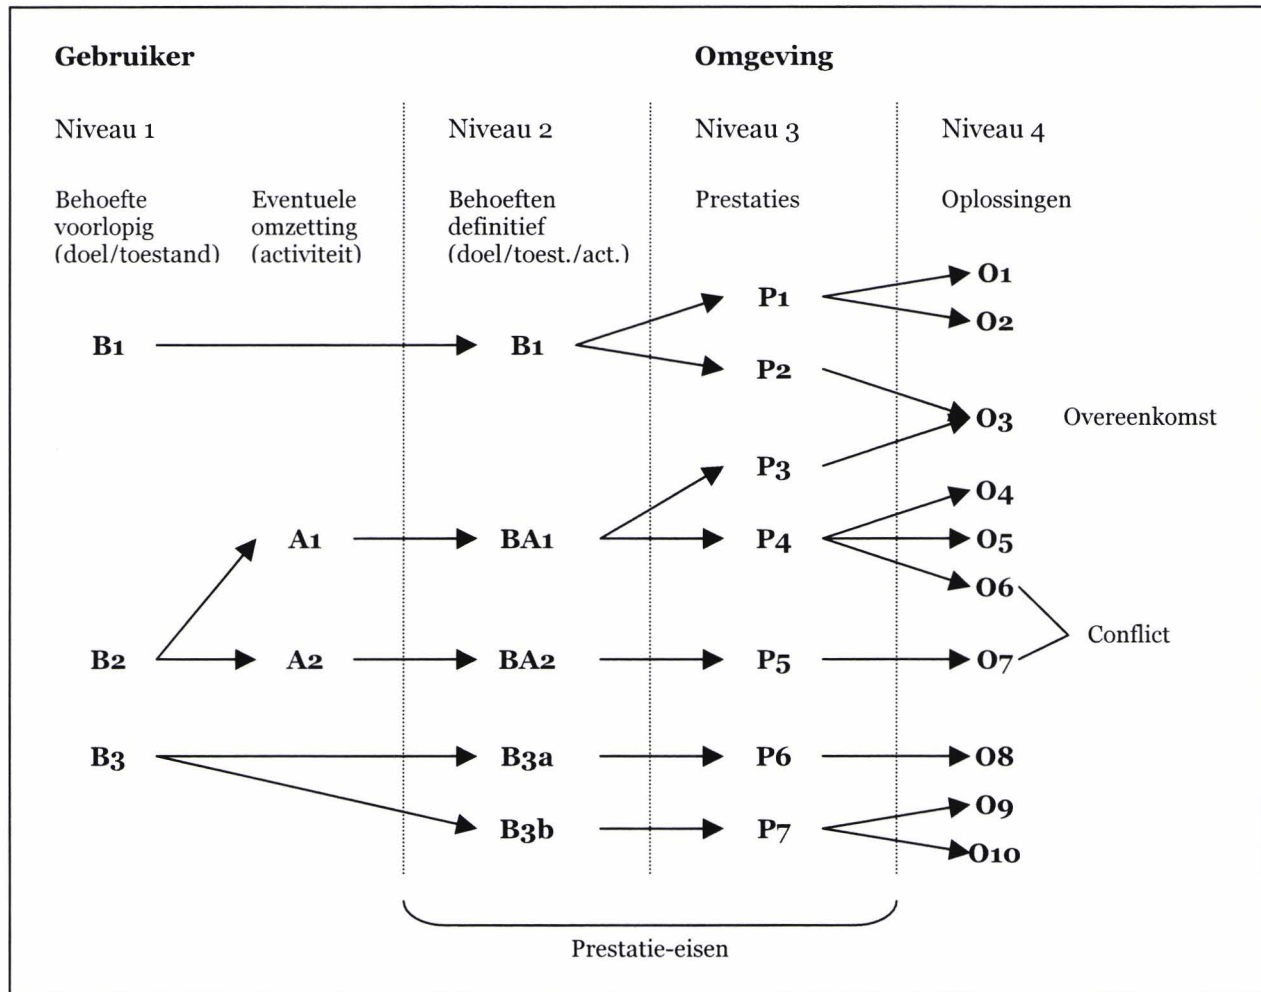 Gebruiker Omgeving
Niveau 1 Niveau 2 Niveau 3 Niveau 4
Behoefte Eventuele Behoeften Prestaties Oplossingen
voorlopig omzetting definitief
(doel/toestand) (activiteit) (doel/toest./act.)
O1
P1
O2
B1 B1
P2
O3 Overeenkomst
P3
O4
A1 BA1 P4 O5
O6
Conflict
B2 A2 BA2 P5 O7
B3 B3a P6 O8
O9
B3b P7
O10
Prestatie-eisen